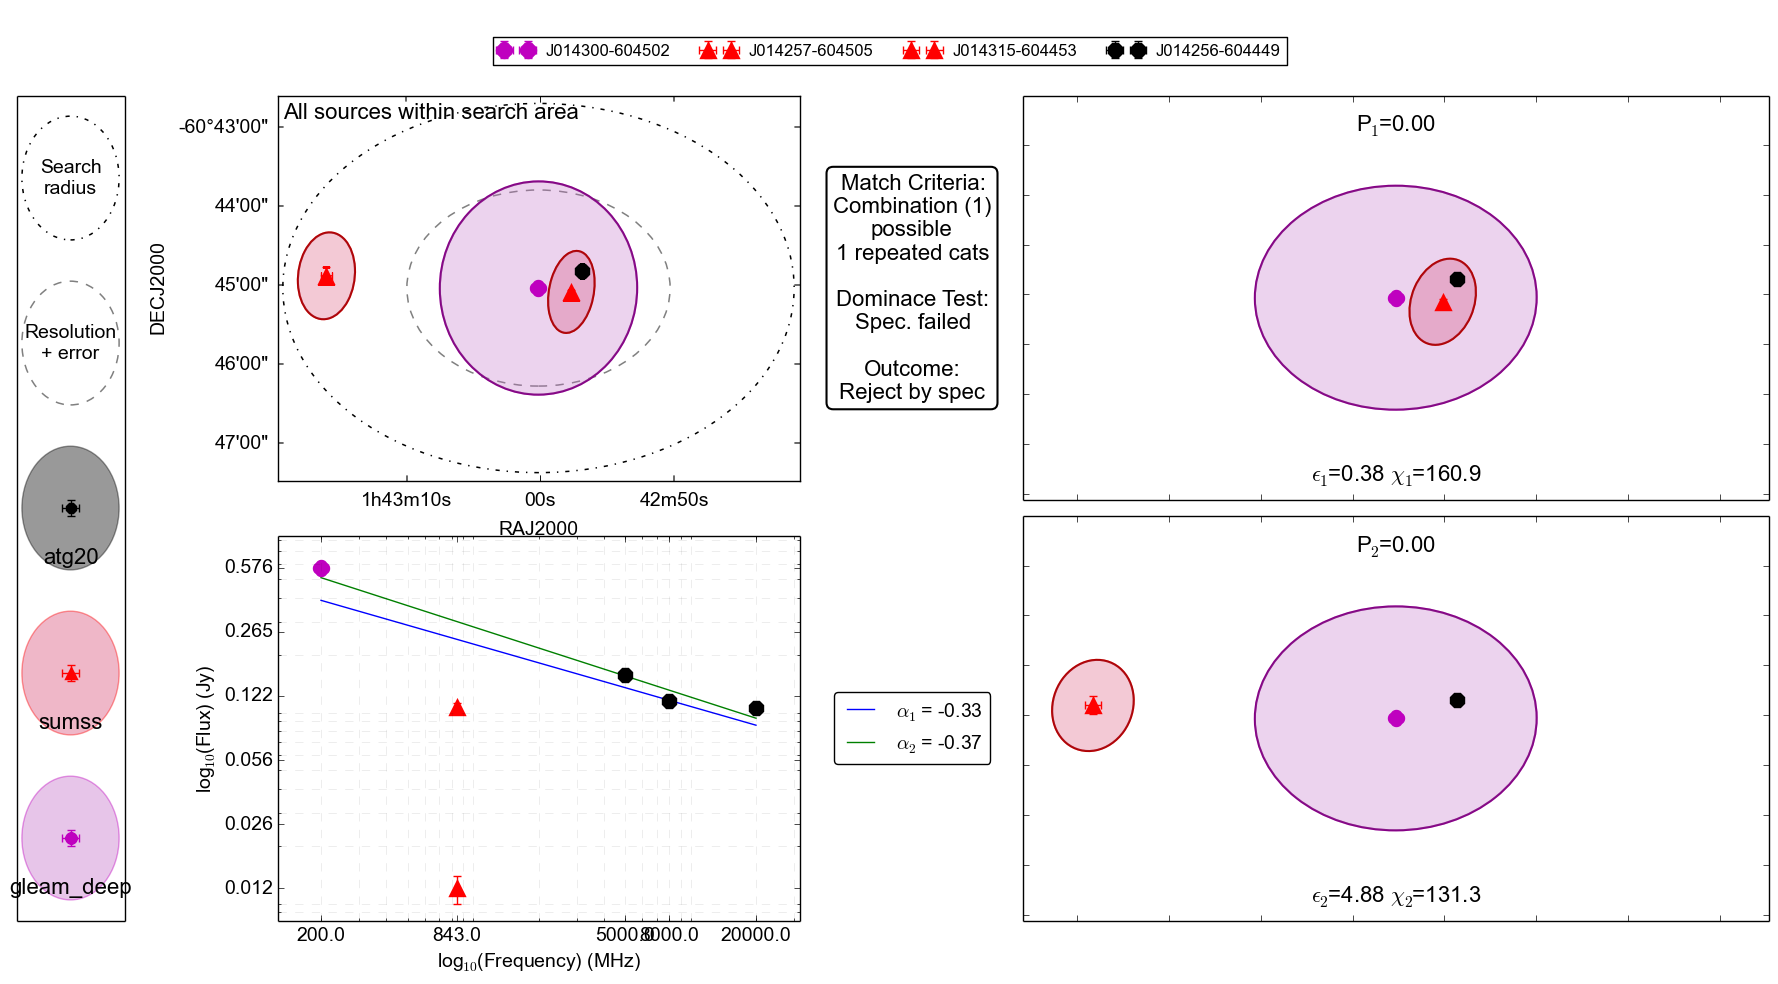 J014300-604502 J014257-604505 J014315-604453 J014256-604449
Search
radius
Resolution
+ error
atg20
sumss
gleam_deep
All sources within search area
DECJ2000
-60°43'00"
44'00"
45'00"
46'00"
47'00"
1h43m10s 00s 42m50s
RAJ2000
Match Criteria:
Combination (1)
possible
1 repeated cats
Dominace Test:
Spec. failed
Outcome:
Reject by spec
P1=0.00
ϵ1=0.38 χ1=160.9
log10(Flux) (Jy)
0.576
0.265
0.122
0.056
0.026
0.012
200.0 843.0 5000.0 8000.0 20000.0
log10(Frequency) (MHz)
α1 = -0.33
α2 = -0.37
P2=0.00
ϵ2=4.88 χ2=131.3